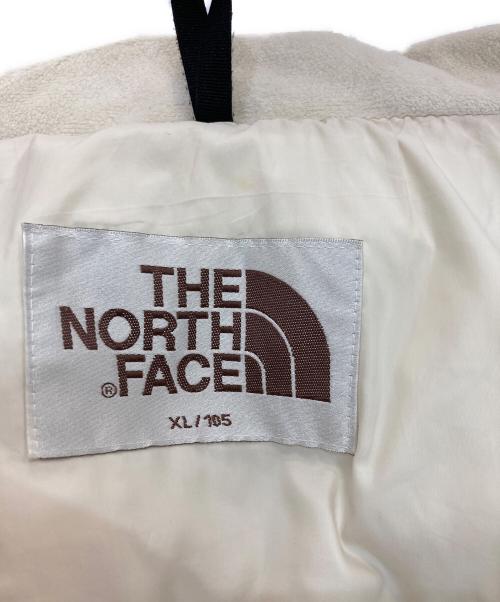 THE
NORTH
® FACE
XL / 105